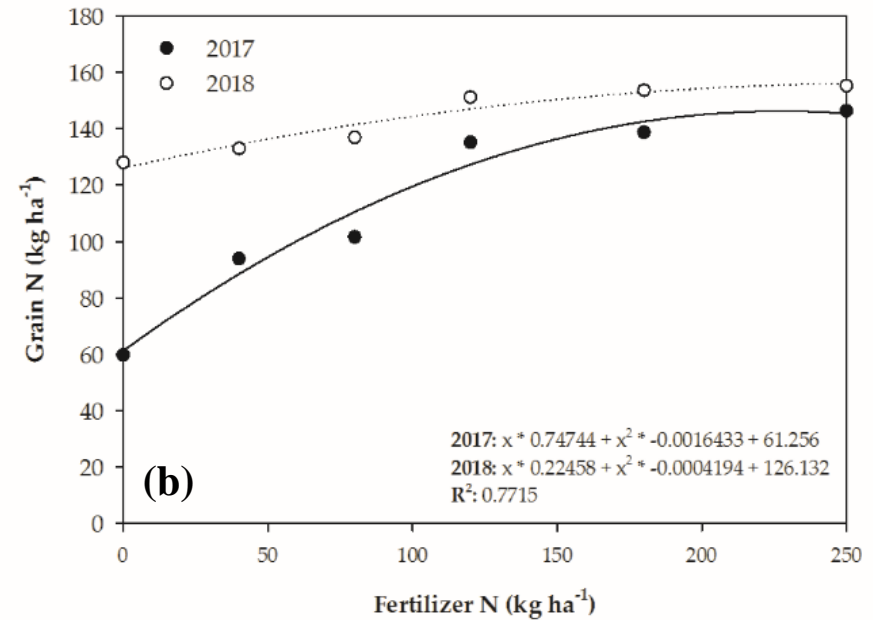 180
160
140
120
100
80
60
40
20
0
Grain N (kg ha⁻¹)
2017
2018
2017: x * 0.74744 + x² * -0.0016433 + 61.256
2018: x * 0.22458 + x² * -0.0004194 + 126.132
R²: 0.7715
(b)
0 50 100 150 200 250
Fertilizer N (kg ha⁻¹)